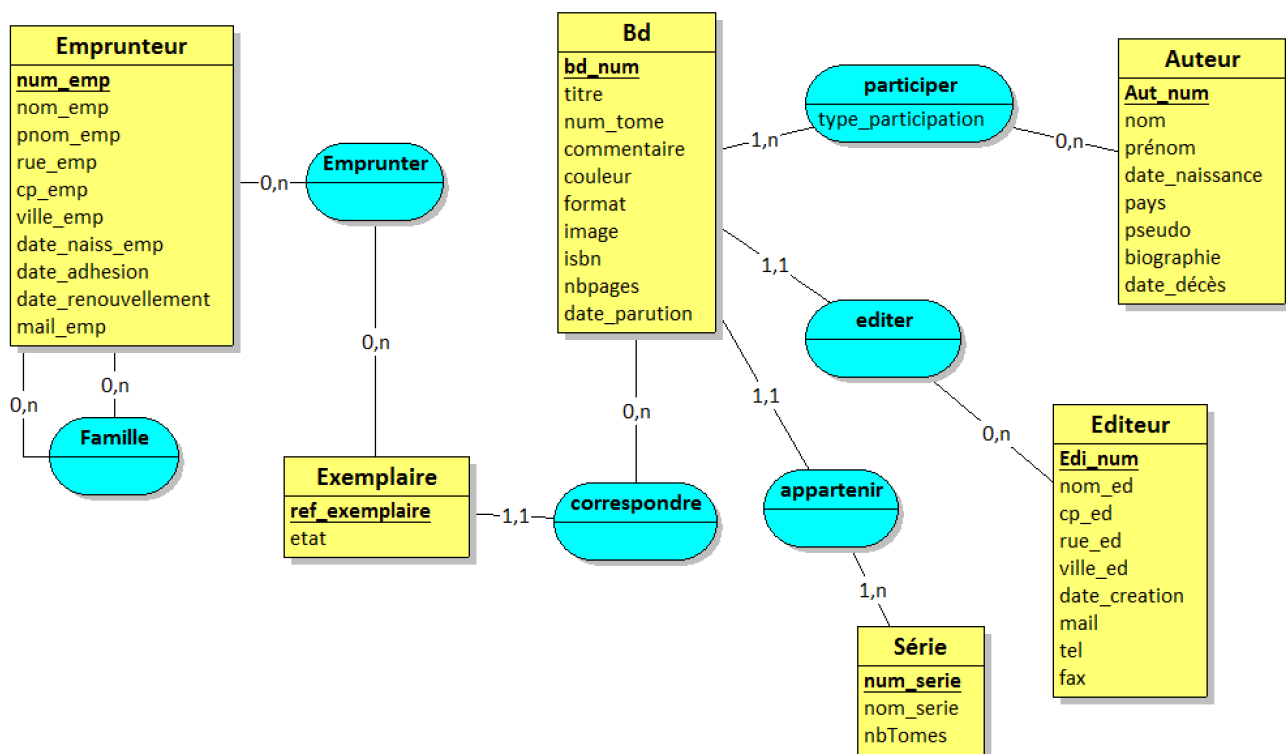 Emprunteur
num_emp
nom_emp
pnom_emp
rue_emp
cp_emp
ville_emp
date_naiss_emp
date_adhesion
date_renouvellement
mail_emp
0,n
Emprunter
0,n
0,n
0,n
Famille
Exemplaire
ref_exemplaire
etat
1,1
correspondre
0,n
Bd
bd_num
titre
num_tome
commentaire
couleur
format
image
isbn
nbpages
date_parution
1,n
participer
type_participation
0,n
Auteur
Aut_num
nom
prénom
date_naissance
pays
pseudo
biographie
date_décès
1,1
editer
0,n
Editeur
Edi_num
nom_ed
cp_ed
rue_ed
ville_ed
date_creation
mail
tel
fax
1,1
appartenir
1,n
Série
num_serie
nom_serie
nbTomes